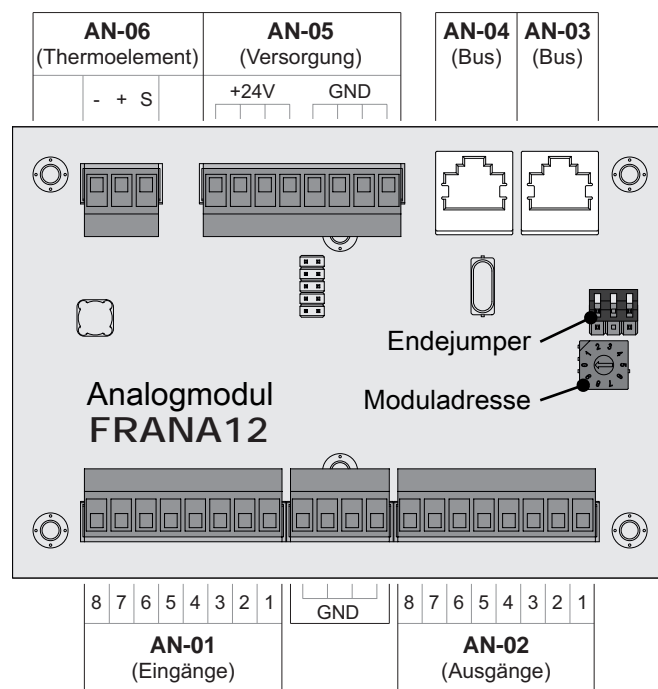 AN-06
(Thermoelement)
- + S
AN-05
(Versorgung)
+24V GND
AN-04
(Bus)
AN-03
(Bus)
Endejumper
Moduladresse
Analogmodul
FRANA12
8 7 6 5 4 3 2 1
AN-01
(Eingänge)
GND
8 7 6 5 4 3 2 1
AN-02
(Ausgänge)